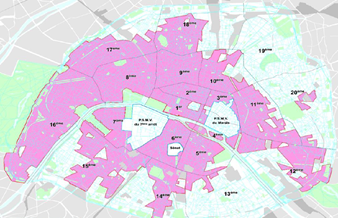 18ème
17ème
19ème
9ème
8ème
10ème
20ème
2ème
3ème
11ème
1er
P.S.M.V.
du 7ème arrdt
P.S.M.V.
du Marais
7ème
16ème
4ème
6ème
Sénat
5ème
15ème
12ème
14ème
13ème